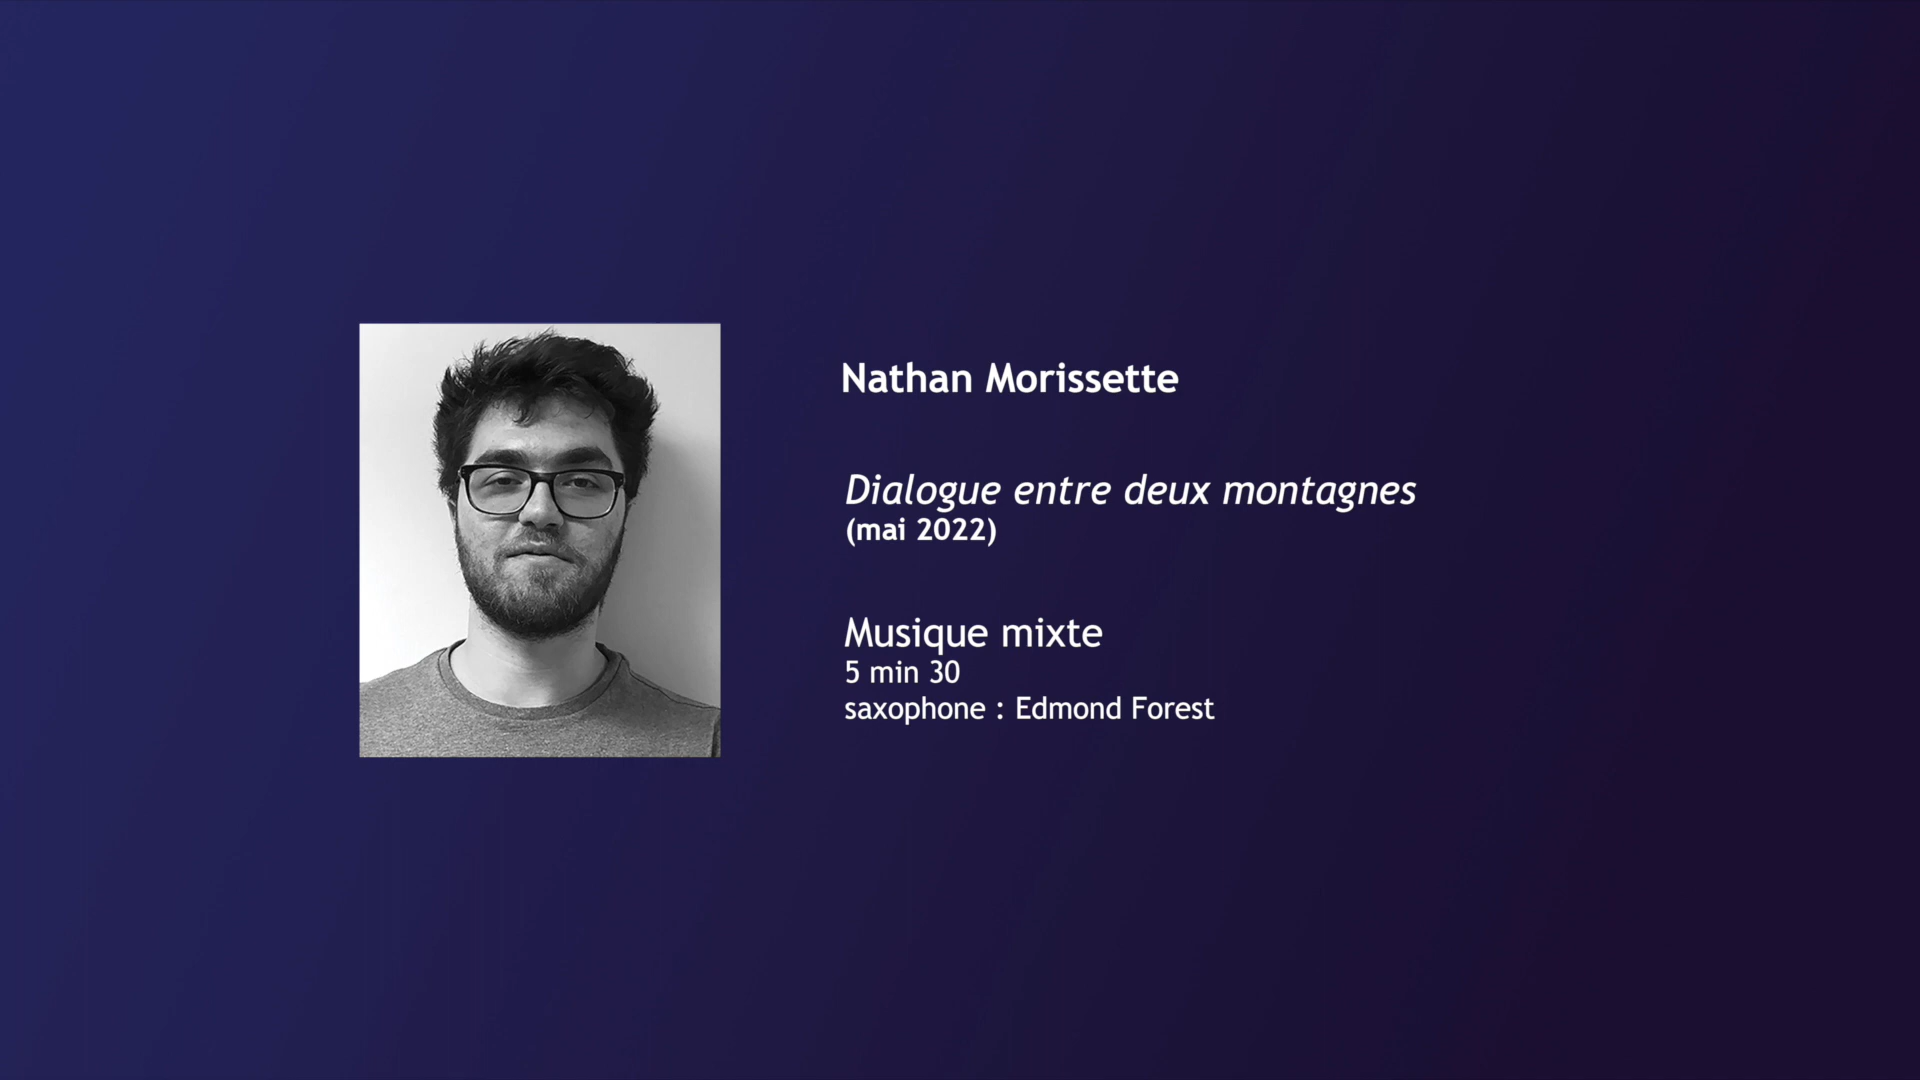 Nathan Morissette
Dialogue entre deux montagnes
(mai 2022)
Musique mixte
5 min 30
saxophone : Edmond Forest